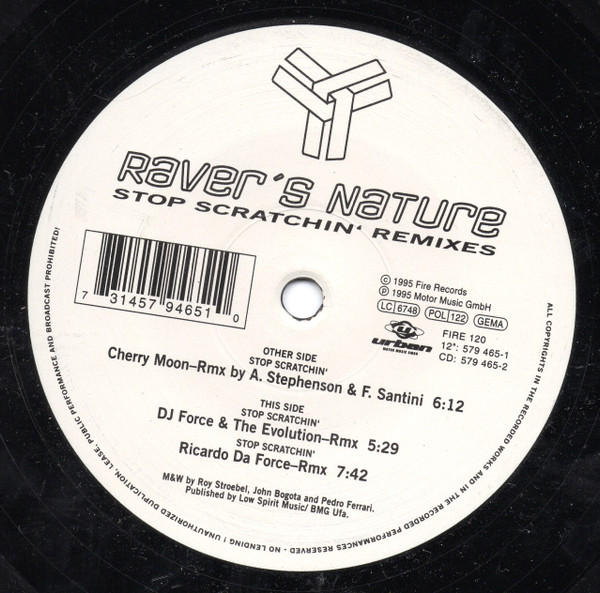 Raver's Nature
STOP SCRATCHIN' REMIXES
7 31457 94651 0
© 1995 Fire Records
℗ 1995 Motor Music GmbH
LC 6748 POL 122 GEMA
urban
MOTOR MUSIC GMBH
FIRE 120
12": 579 465-1
CD: 579 465-2
OTHER SIDE
STOP SCRATCHIN'
Cherry Moon–Rmx by A. Stephenson & F. Santini 6:12
THIS SIDE
STOP SCRATCHIN'
DJ Force & The Evolution–Rmx 5:29
STOP SCRATCHIN'
Ricardo Da Force–Rmx 7:42
M&W by Roy Stroebel, John Bogota and Pedro Ferrari.
Published by Low Spirit Music/ BMG Ufa.
ALL COPYRIGHTS IN THE RECORDED WORKS AND IN THE RECORDED PERFORMANCES RESERVED - NO LENDING ! UNAUTHORIZED DUPLICATION, LEASE, PUBLIC PERFORMANCE AND BROADCAST PROHIBITED!